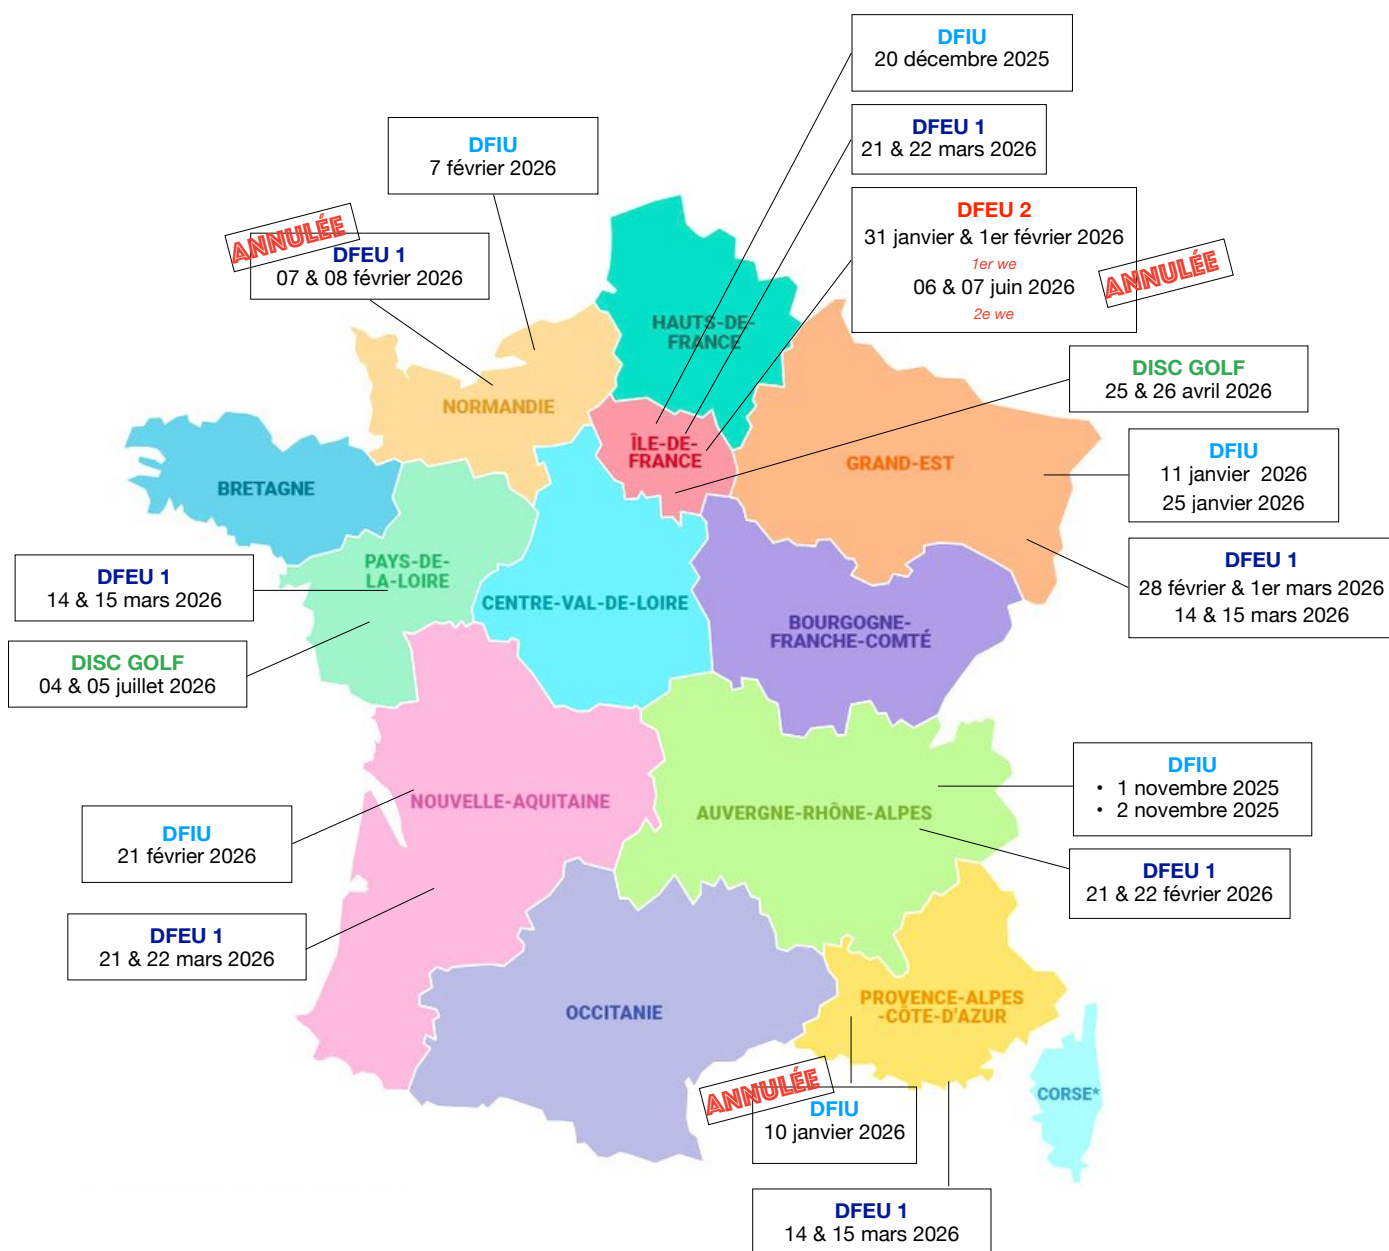 DFIU
20 décembre 2025
DFEU 1
21 & 22 mars 2026
DFIU
7 février 2026
DFEU 2
31 janvier & 1er février 2026
1er we
06 & 07 juin 2026
2e we
ANNULÉE
ANNULÉE
DFEU 1
07 & 08 février 2026
HAUTS-DE-
FRANCE
DISC GOLF
25 & 26 avril 2026
NORMANDIE
ÎLE-DE-
FRANCE
GRAND-EST
DFIU
11 janvier 2026
25 janvier 2026
BRETAGNE
DFEU 1
28 février & 1er mars 2026
14 & 15 mars 2026
DFEU 1
14 & 15 mars 2026
PAYS-DE-
LA-LOIRE
CENTRE-VAL-DE-LOIRE
BOURGOGNE-
FRANCHE-COMTÉ
DISC GOLF
04 & 05 juillet 2026
DFIU
• 1 novembre 2025
• 2 novembre 2025
NOUVELLE-AQUITAINE
AUVERGNE-RHÔNE-ALPES
DFIU
21 février 2026
DFEU 1
21 & 22 février 2026
DFEU 1
21 & 22 mars 2026
OCCITANIE
PROVENCE-ALPES
-CÔTE-D'AZUR
ANNULÉE
DFIU
10 janvier 2026
CORSE*
DFEU 1
14 & 15 mars 2026